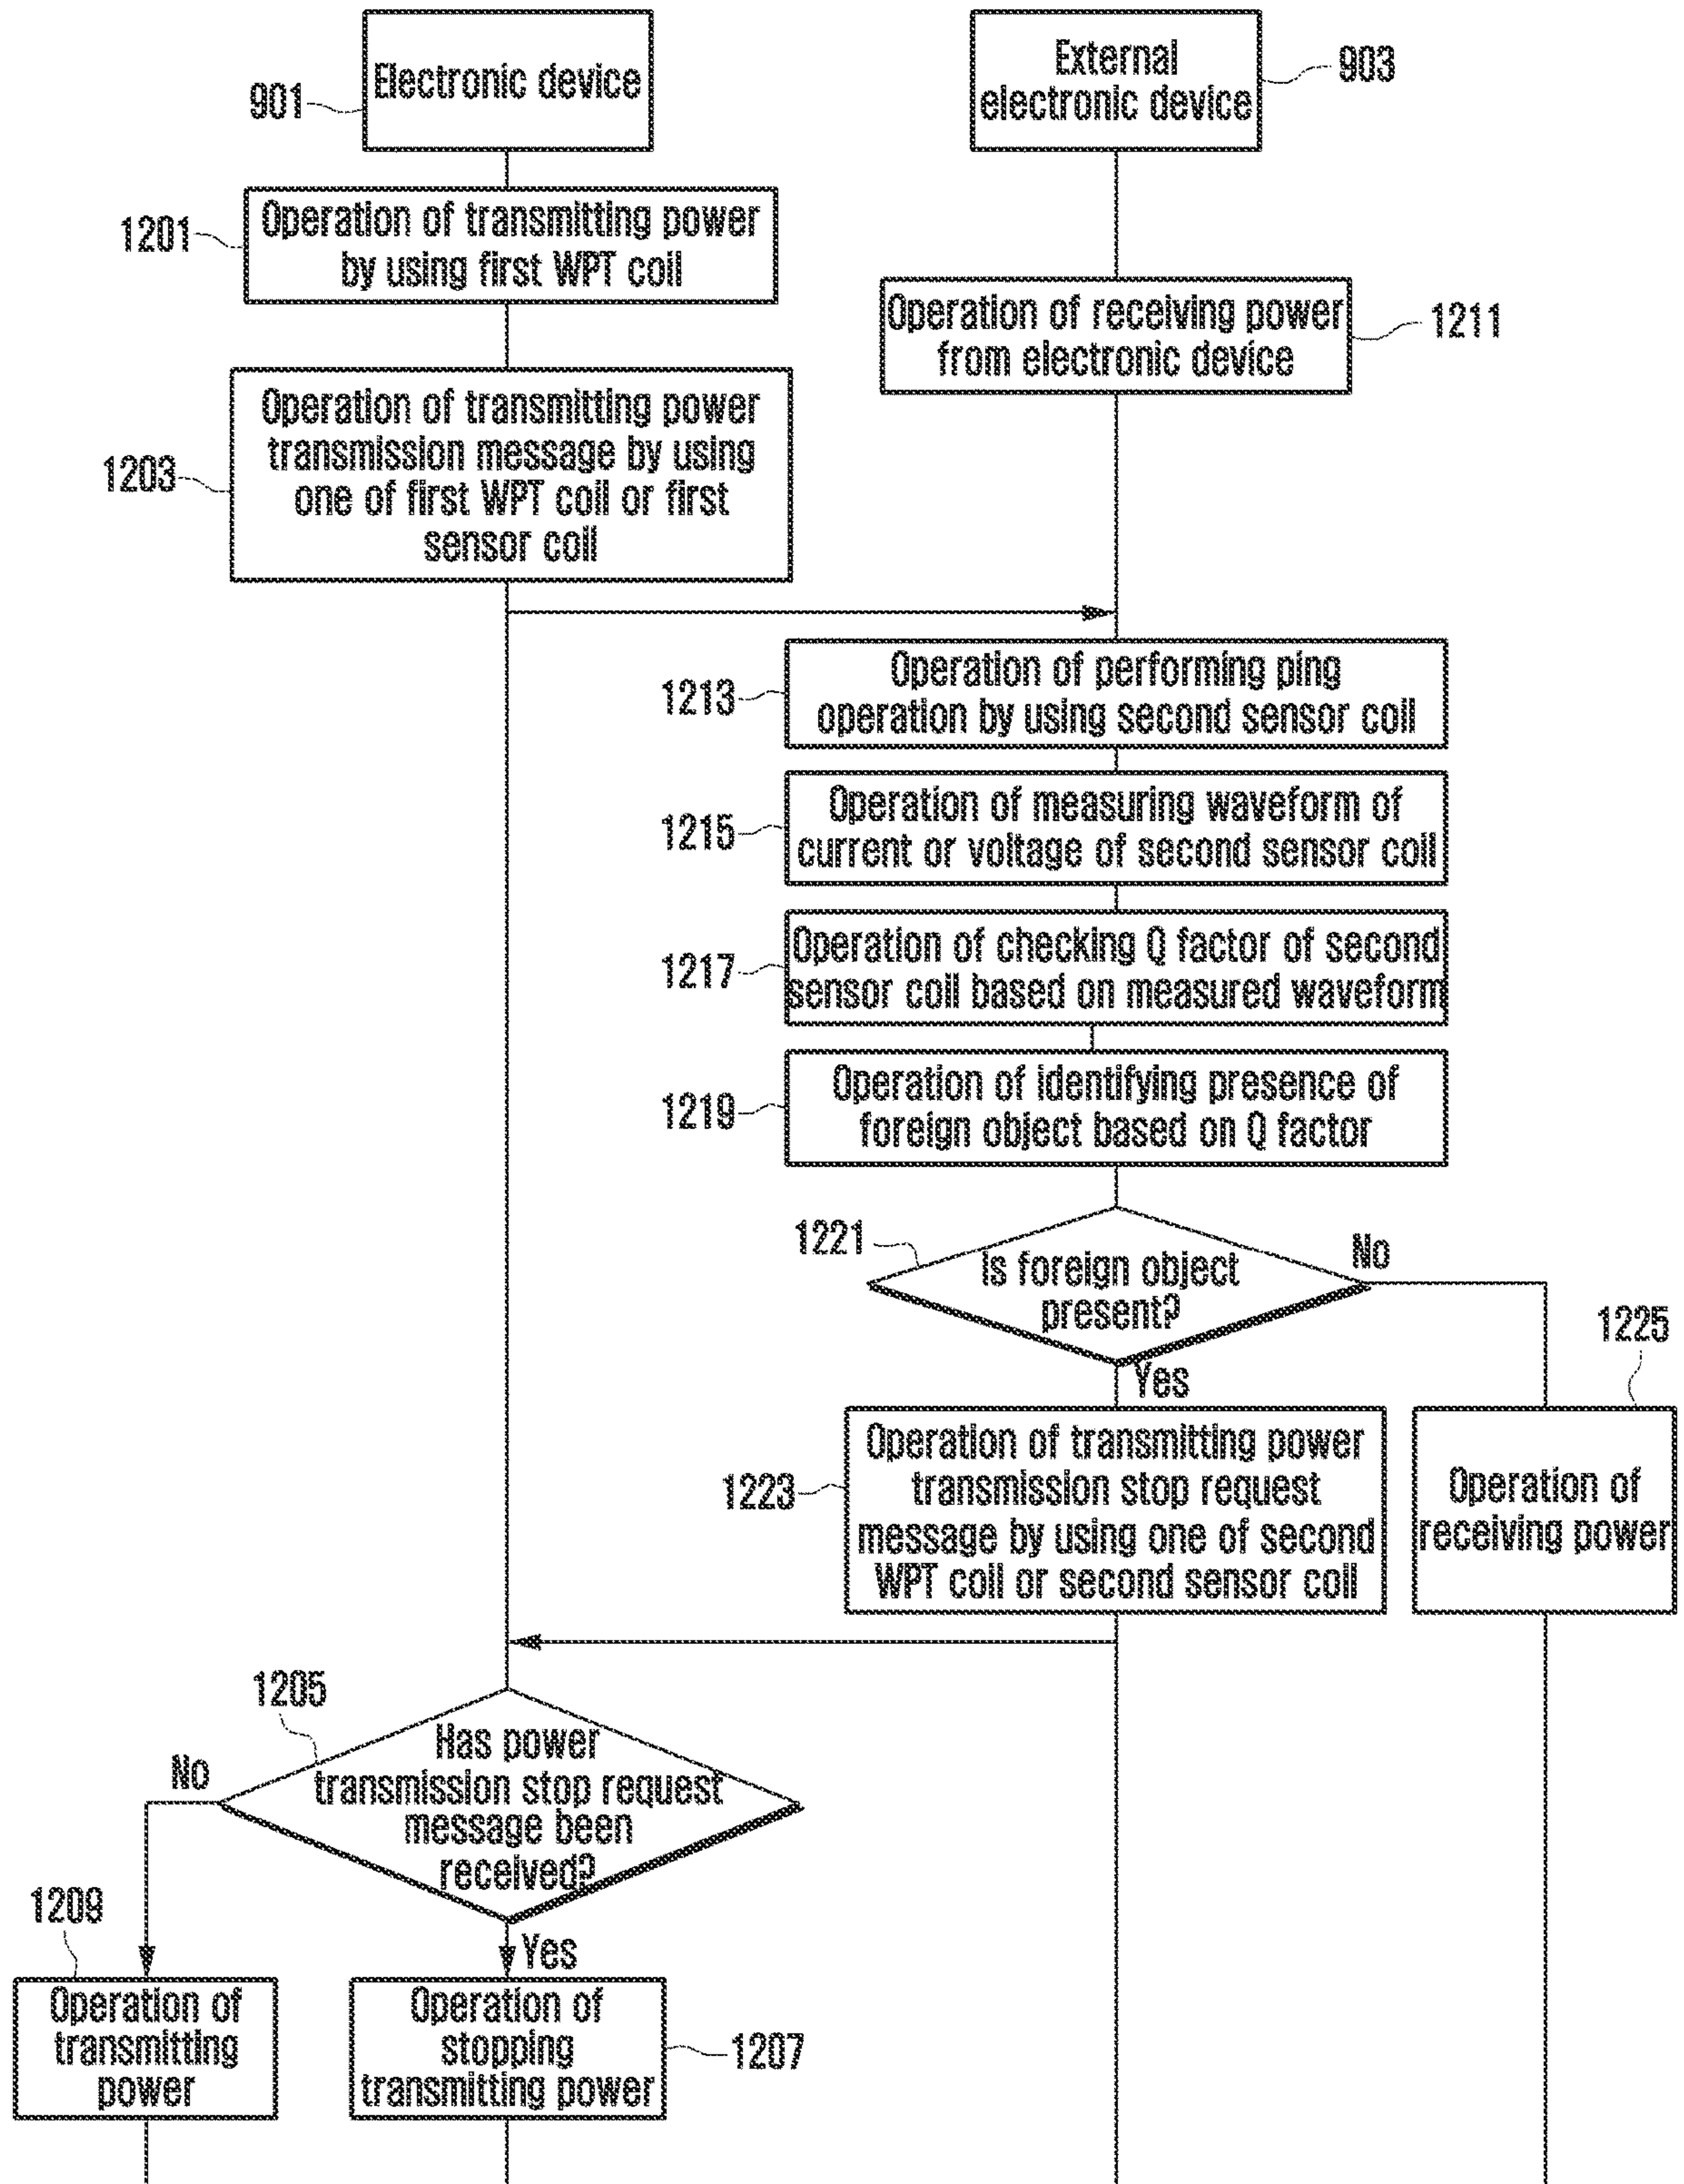 Electronic device
901
External
electronic device
903
1201
Operation of transmitting power
by using first WPT coil
Operation of receiving power
from electronic device
1211
1203
Operation of transmitting power
transmission message by using
one of first WPT coil or first
sensor coil
1213
Operation of performing ping
operation by using second sensor coil
1215
Operation of measuring waveform of
current or voltage of second sensor coil
1217
Operation of checking Q factor of second
sensor coil based on measured waveform
1219
Operation of identifying presence of
foreign object based on Q factor
1221
Is foreign object
present?
No
Yes
1225
1223
Operation of transmitting power
transmission stop request
message by using one of second
WPT coil or second sensor coil
Operation of
receiving power
1205
Has power
transmission stop request
message been
received?
No
Yes
1209
Operation of
transmitting
power
Operation of
stopping
transmitting power
1207